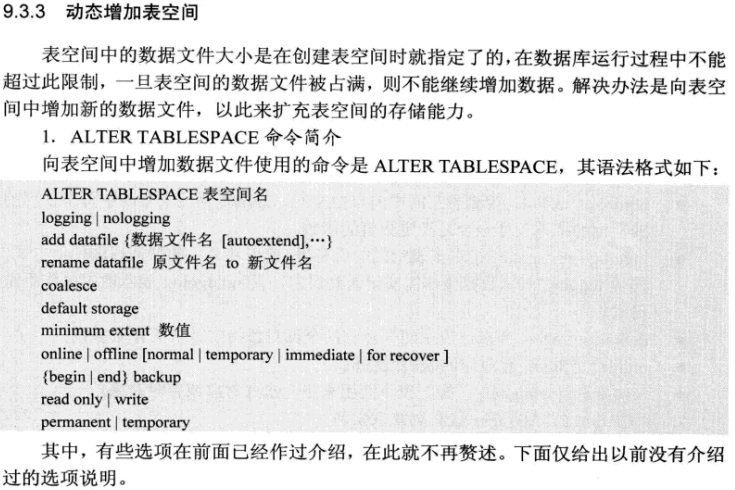 9.3.3 动态增加表空间
表空间中的数据文件大小是在创建表空间时就指定了的,在数据库运行过程中不能
超过此限制，一旦表空间的数据文件被占满，则不能继续增加数据。解决办法是向表空
间中增加新的数据文件，以此来扩充表空间的存储能力。
1．ALTER TABLESPACE 命令简介
向表空间中增加数据文件使用的命令是 ALTER TABLESPACE，其语法格式如下：
ALTER TABLESPACE 表空间名
logging | nologging
add datafile {数据文件名 [autoextend],…}
rename datafile 原文件名 to 新文件名
coalesce
default storage
minimum extent 数值
online | offline [normal | temporary | immediate | for recover ]
{begin | end} backup
read only | write
permanent | temporary
其中，有些选项在前面已经作过介绍，在此就不再赘述。下面仅给出以前没有介绍
过的选项说明。